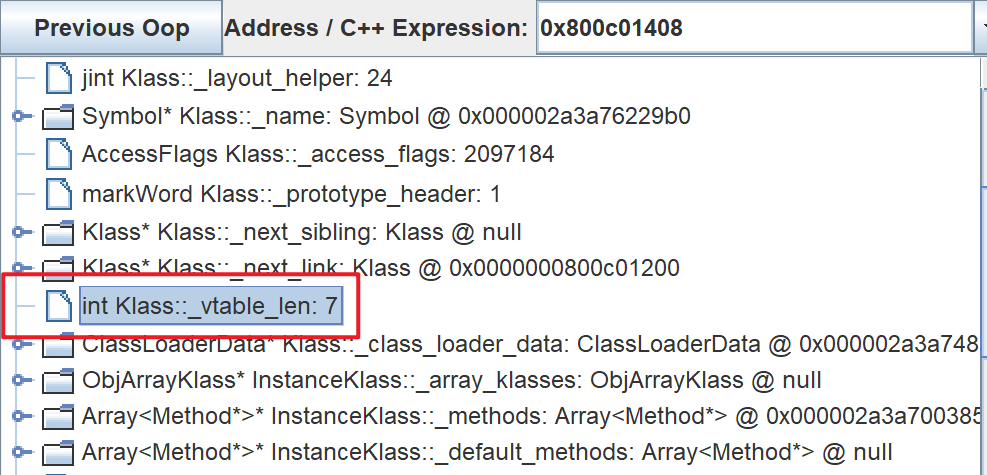 Previous Oop Address / C++ Expression: 0x800c01408
jint Klass::_layout_helper: 24
Symbol* Klass::_name: Symbol @ 0x000002a3a76229b0
AccessFlags Klass::_access_flags: 2097184
markWord Klass::_prototype_header: 1
Klass* Klass::_next_sibling: Klass @ null
Klass* Klass::_next_link: Klass @ 0x0000000800c01200
int Klass::_vtable_len: 7
ClassLoaderData* Klass::_class_loader_data: ClassLoaderData @ 0x000002a3a748
ObjArrayKlass* InstanceKlass::_array_klasses: ObjArrayKlass @ null
Array<Method*>* InstanceKlass::_methods: Array<Method*> @ 0x000002a3a700385
Array<Method*>* InstanceKlass::_default_methods: Array<Method*> @ null